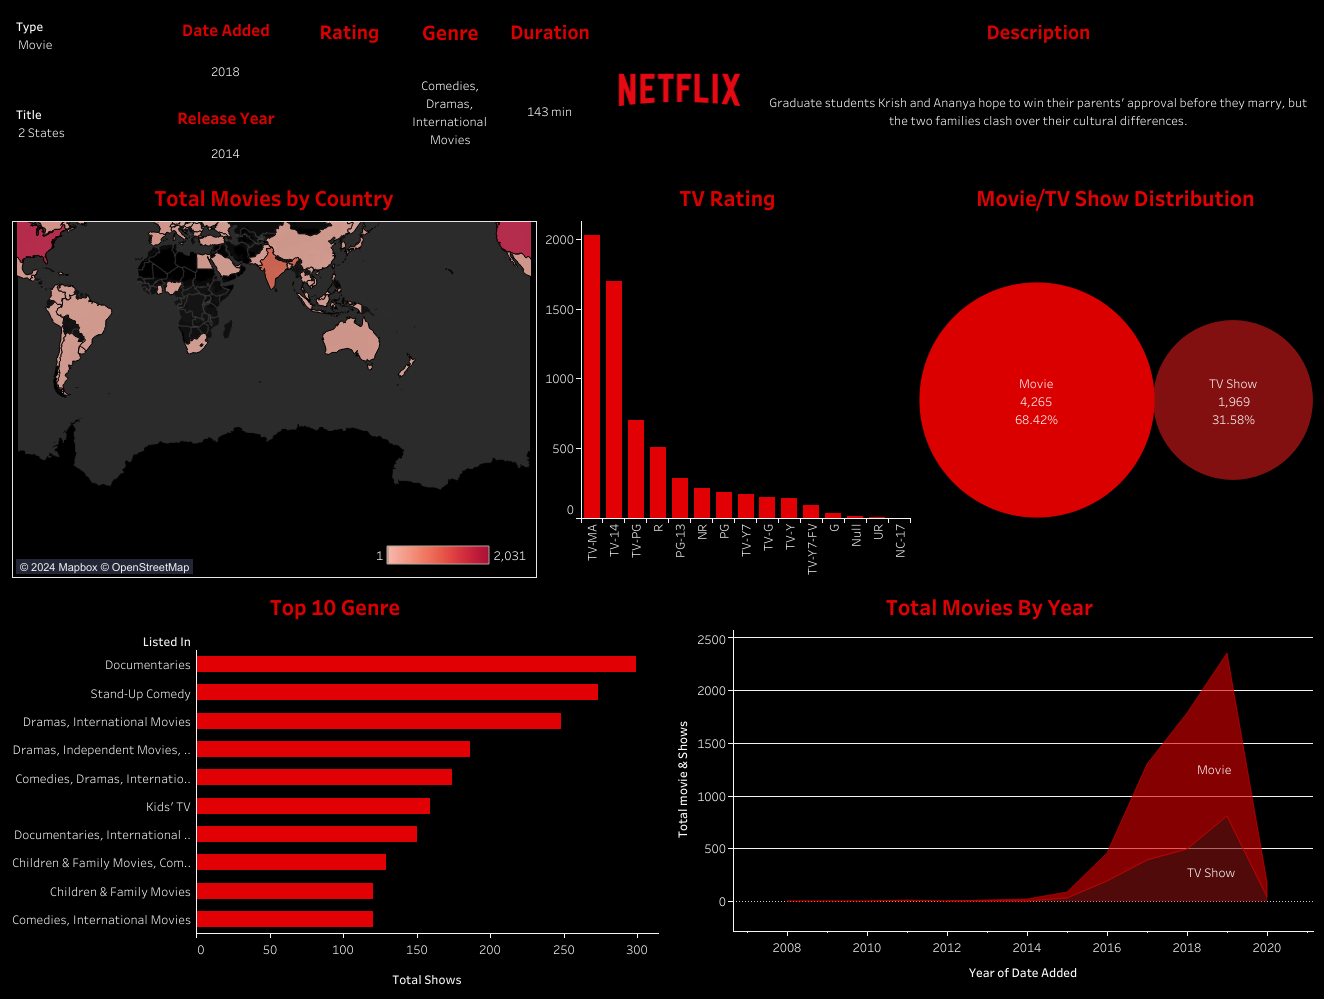 Type
Movie
Title
2 States
Date Added
2018
Release Year
2014
Rating
Genre
Comedies,
Dramas,
International
Movies
Duration
143 min
NETFLIX
Description
Graduate students Krish and Ananya hope to win their parents’ approval before they marry, but
the two families clash over their cultural differences.
Total Movies by Country
1
2,031
© 2024 Mapbox © OpenStreetMap
TV Rating
2000
1500
1000
500
0
TV-MA
TV-14
TV-PG
R
PG-13
NR
PG
TV-Y7
TV-G
TV-Y
TV-Y7-FV
G
Null
UR
NC-17
Movie/TV Show Distribution
Movie
4,265
68.42%
TV Show
1,969
31.58%
Top 10 Genre
Listed In
Documentaries
Stand-Up Comedy
Dramas, International Movies
Dramas, Independent Movies, ..
Comedies, Dramas, Internatio..
Kids’ TV
Documentaries, International ..
Children & Family Movies, Com..
Children & Family Movies
Comedies, International Movies
0 50 100 150 200 250 300
Total Shows
Total Movies By Year
Total movie & Shows
2500
2000
1500
1000
500
0
Movie
TV Show
2008 2010 2012 2014 2016 2018 2020
Year of Date Added